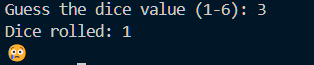 Guess the dice value (1-6): 3
Dice rolled: 1
😢